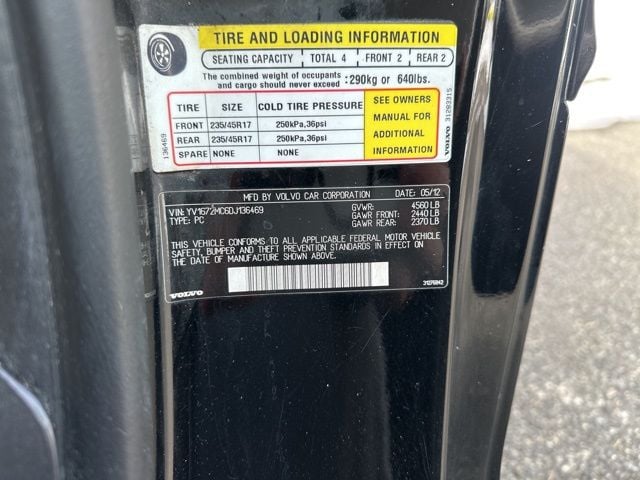 TIRE AND LOADING INFORMATION
SEATING CAPACITY TOTAL 4 FRONT 2 REAR 2
The combined weight of occupants
and cargo should never exceed :290kg or 640lbs.
TIRE SIZE COLD TIRE PRESSURE
FRONT 235/45R17 250kPa,36psi
REAR 235/45R17 250kPa,36psi
SPARE NONE NONE
SEE OWNERS
MANUAL FOR
ADDITIONAL
INFORMATION
136469
31283315
VOLVO
MFD BY VOLVO CAR CORPORATION DATE: 05/12
VIN: YV1672MC6DJ136469 GVWR: 4560 LB
TYPE: PC GAWR FRONT: 2440 LB
GAWR REAR: 2370 LB
THIS VEHICLE CONFORMS TO ALL APPLICABLE FEDERAL MOTOR VEHICLE
SAFETY, BUMPER AND THEFT PREVENTION STANDARDS IN EFFECT ON
THE DATE OF MANUFACTURE SHOWN ABOVE.
VOLVO